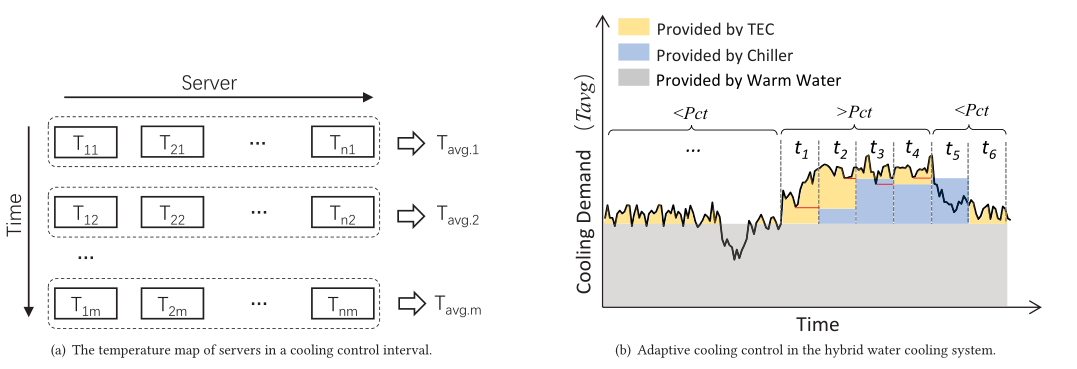 Server
Time
T11 T21 ... Tn1 Tavg.1
T12 T22 ... Tn2 Tavg.2
...
T1m T2m ... Tnm Tavg.m
(a) The temperature map of servers in a cooling control interval.
Provided by TEC
Provided by Chiller
Provided by Warm Water
Cooling Demand (Tavg)
<Pct >Pct <Pct
... t1 t2 t3 t4 t5 t6
Time
(b) Adaptive cooling control in the hybrid water cooling system.